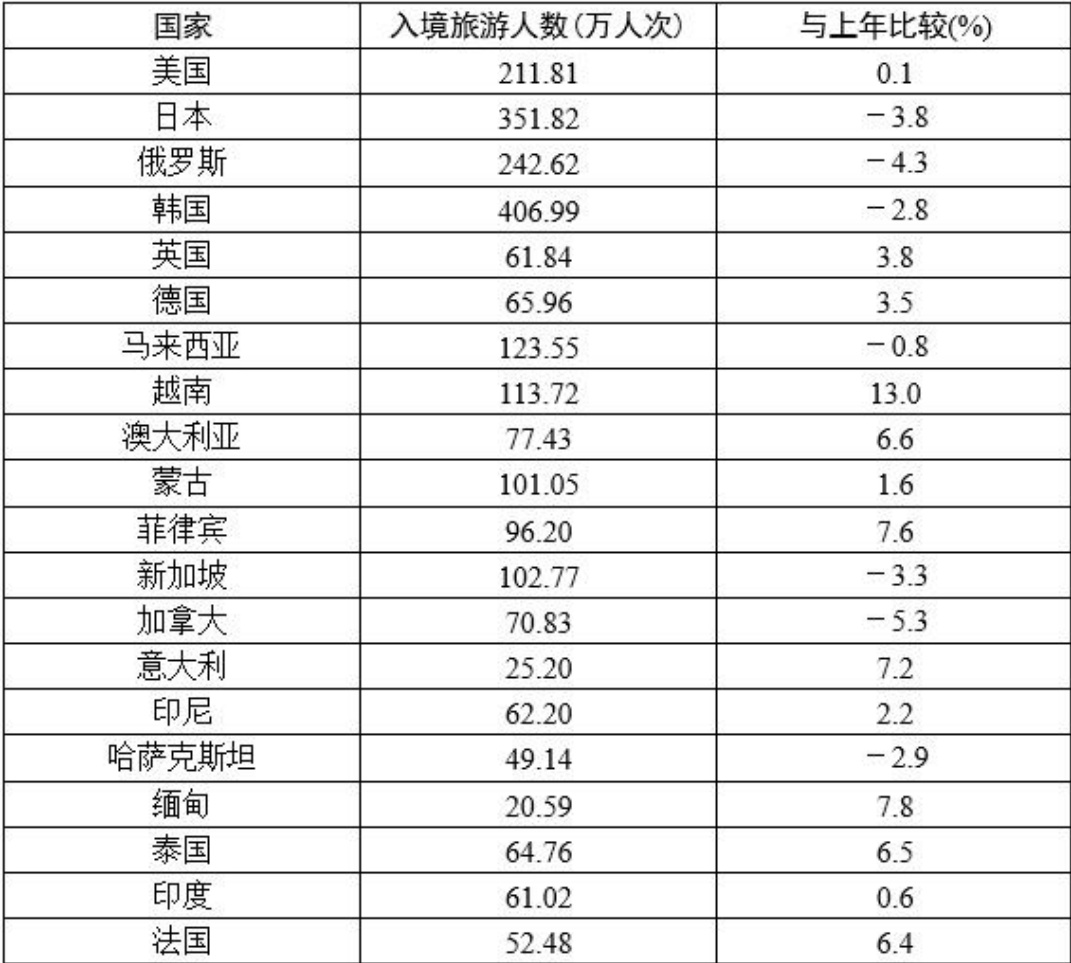 国家 入境旅游人数(万人次) 与上年比较(%)
美国 211.81 0.1
日本 351.82 －3.8
俄罗斯 242.62 －4.3
韩国 406.99 －2.8
英国 61.84 3.8
德国 65.96 3.5
马来西亚 123.55 －0.8
越南 113.72 13.0
澳大利亚 77.43 6.6
蒙古 101.05 1.6
菲律宾 96.20 7.6
新加坡 102.77 －3.3
加拿大 70.83 －5.3
意大利 25.20 7.2
印尼 62.20 2.2
哈萨克斯坦 49.14 －2.9
缅甸 20.59 7.8
泰国 64.76 6.5
印度 61.02 0.6
法国 52.48 6.4